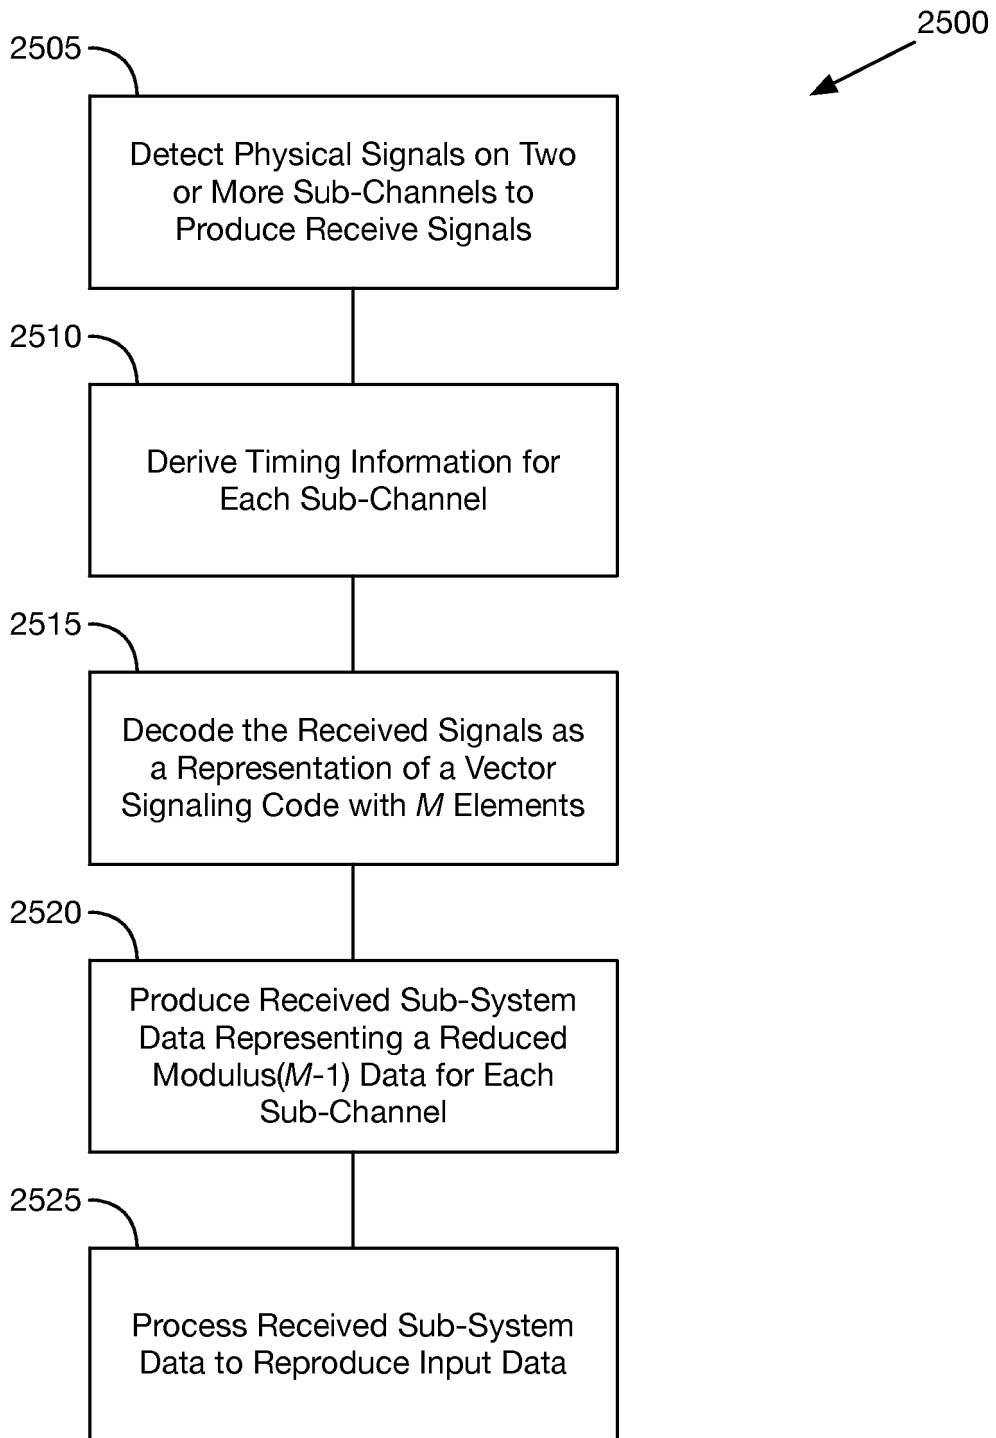 2500
2505
Detect Physical Signals on Two
or More Sub-Channels to
Produce Receive Signals
2510
Derive Timing Information for
Each Sub-Channel
2515
Decode the Received Signals as
a Representation of a Vector
Signaling Code with M Elements
2520
Produce Received Sub-System
Data Representing a Reduced
Modulus(M-1) Data for Each
Sub-Channel
2525
Process Received Sub-System
Data to Reproduce Input Data